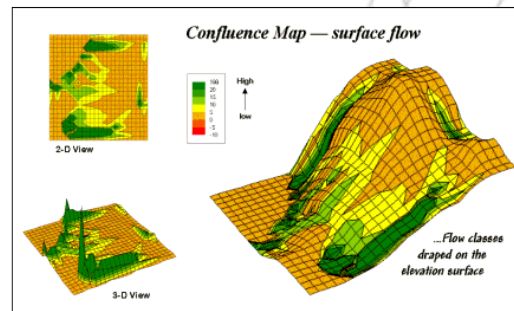 Confluence Map — surface flow
2-D View
High
low
20
15
10
5
0
-5
-10
3-D View
...Flow classes
draped on the
elevation surface